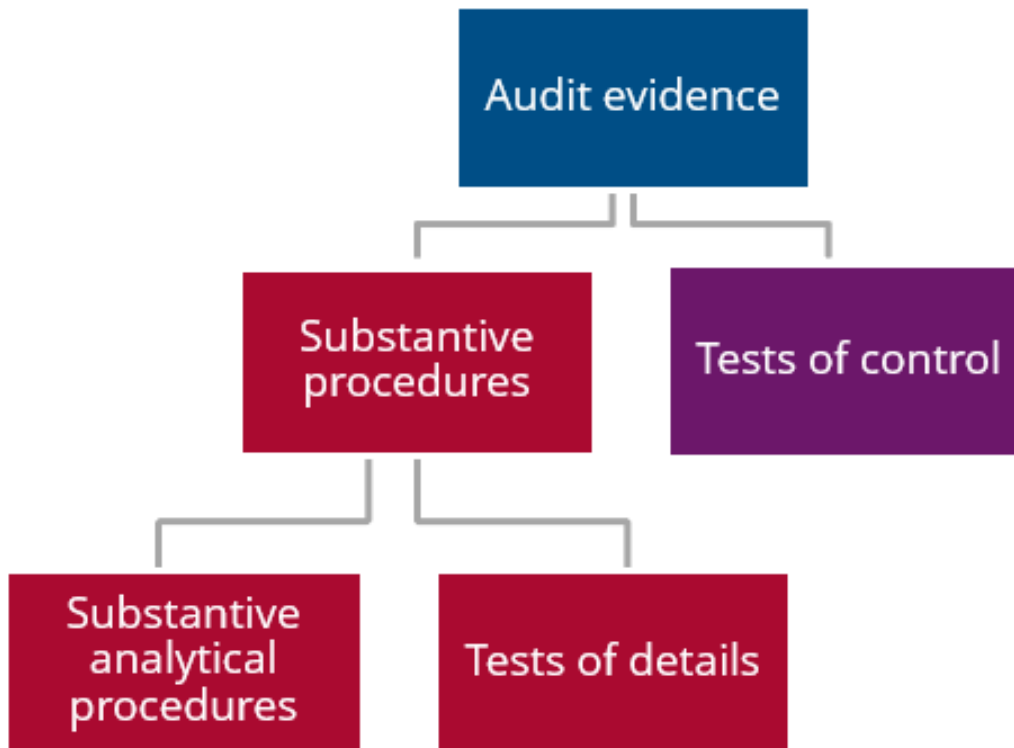 Audit evidence
Substantive
procedures
Tests of control
Substantive
analytical
procedures
Tests of details